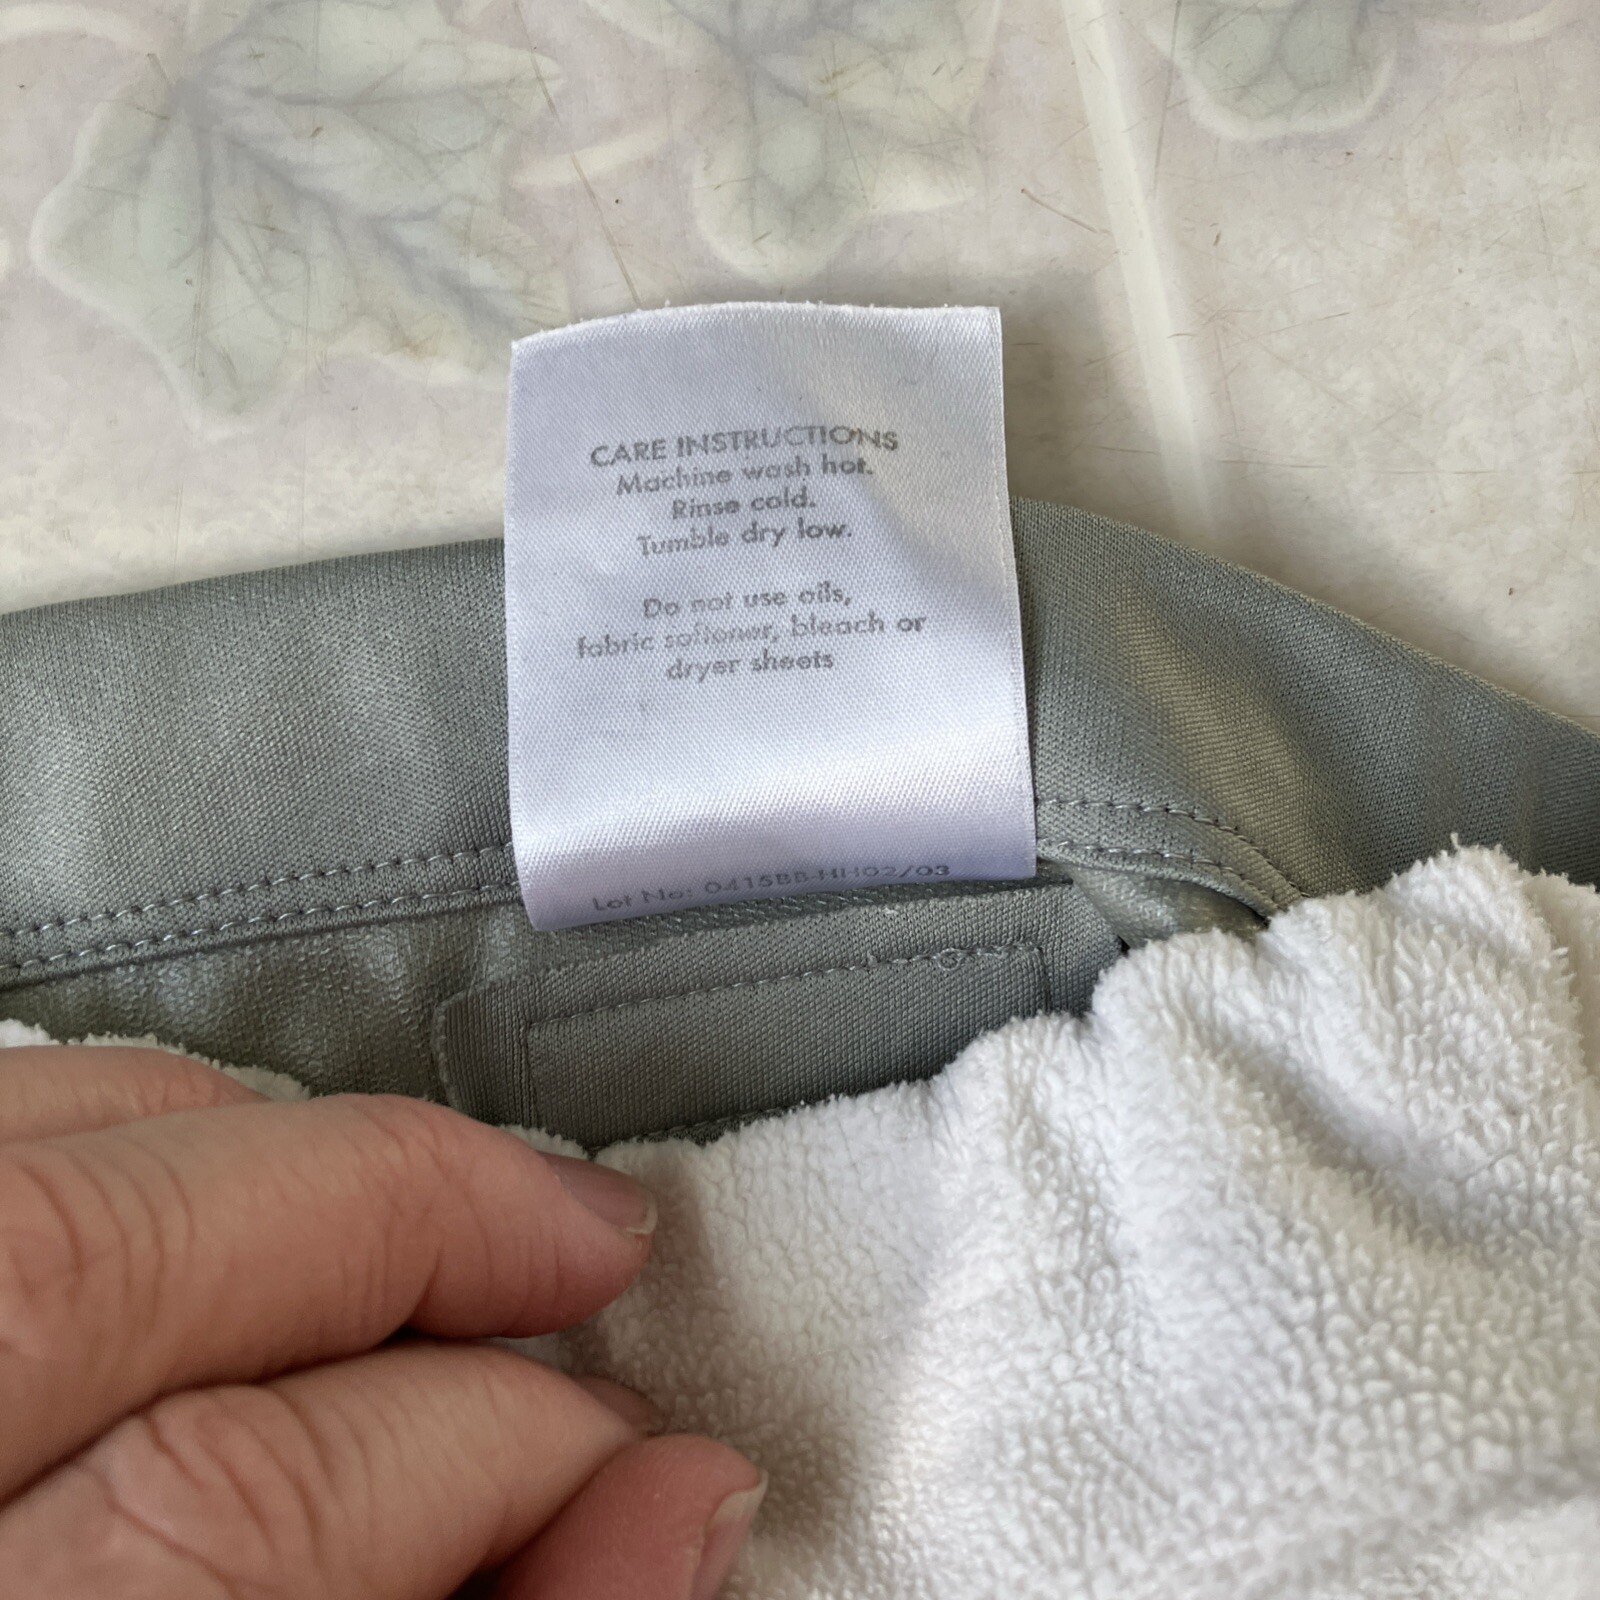 CARE INSTRUCTIONS
Machine wash hot.
Rinse cold.
Tumble dry low.
Do not use oils,
fabric softener, bleach or
dryer sheets
Lot No: 0415BB-HH02/03